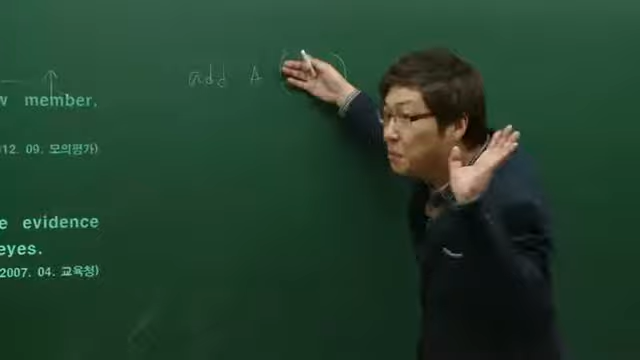 w member.
add A ( )
12. 09. 모의평가)
e evidence
eyes.
2007. 04. 교육청)